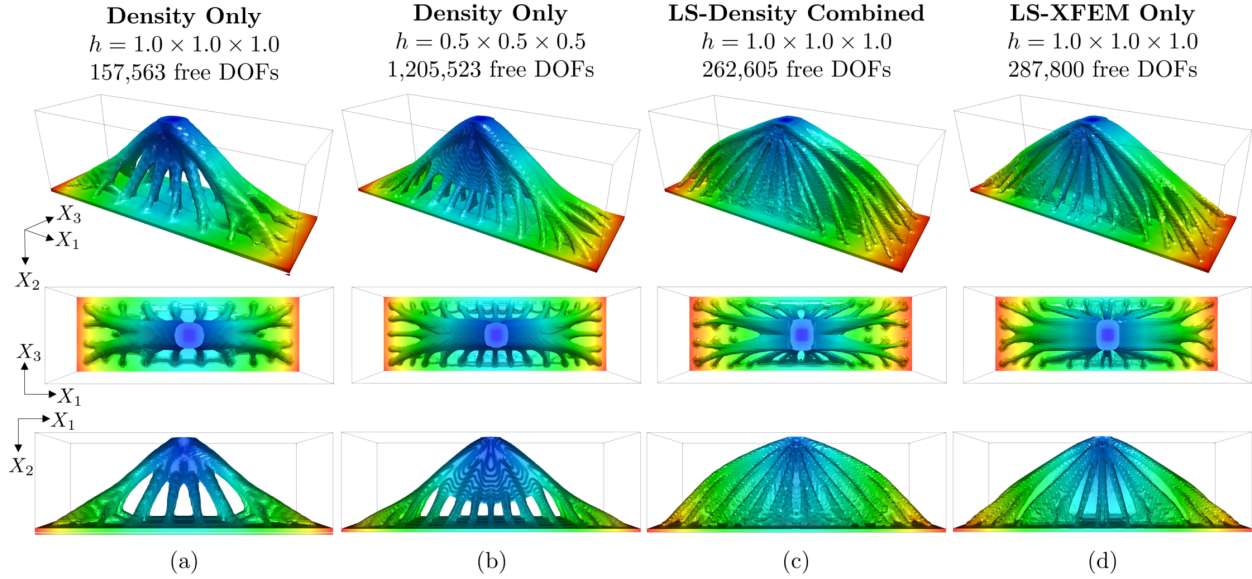 Density Only
h = 1.0 × 1.0 × 1.0
157,563 free DOFs
Density Only
h = 0.5 × 0.5 × 0.5
1,205,523 free DOFs
LS-Density Combined
h = 1.0 × 1.0 × 1.0
262,605 free DOFs
LS-XFEM Only
h = 1.0 × 1.0 × 1.0
287,800 free DOFs
X₃
X₁
X₂
X₃
X₁
X₁
X₂
(a)
(b)
(c)
(d)